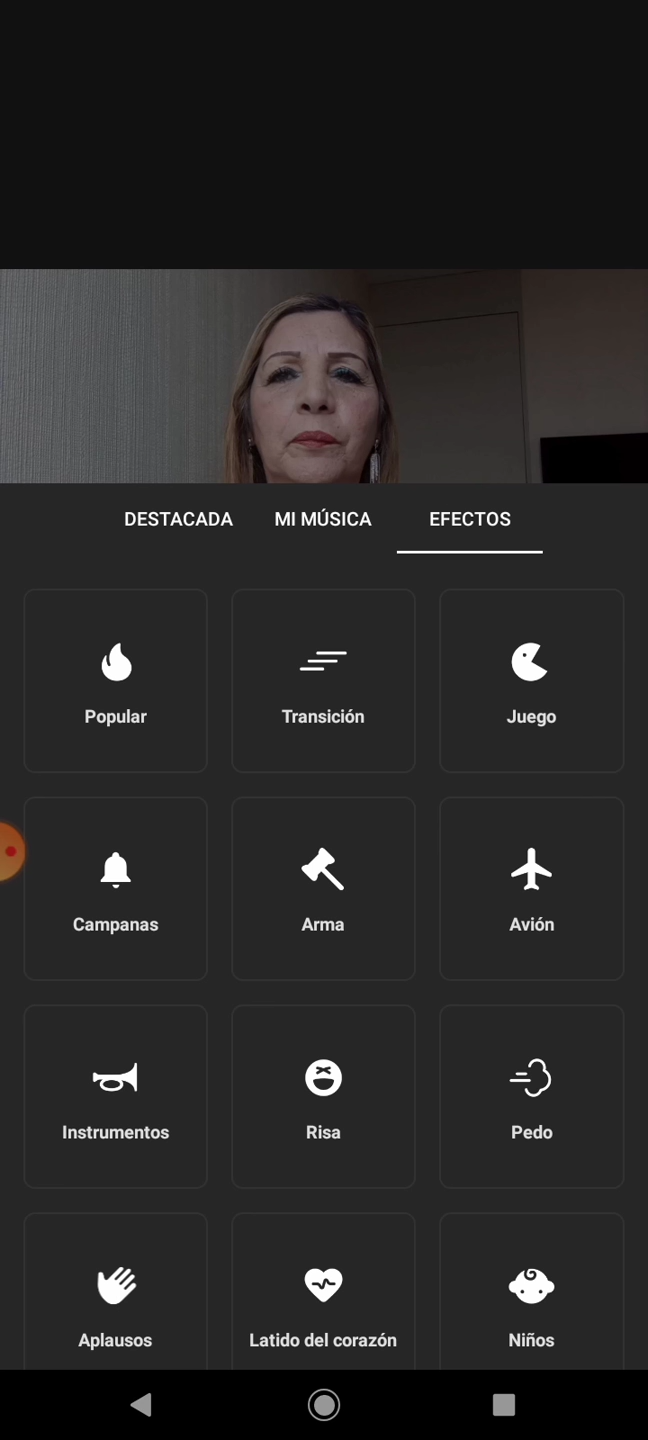 DESTACADA
MI MÚSICA
EFECTOS
Popular
Transición
Juego
Campanas
Arma
Avión
Instrumentos
Risa
Pedo
Aplausos
Latido del corazón
Niños